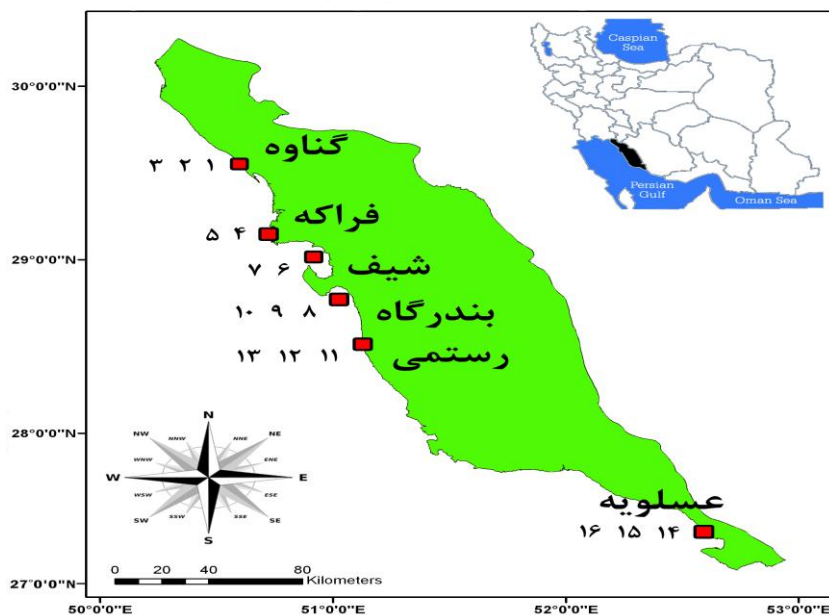 Caspian
Sea
Persian
Gulf
Oman Sea
30°0'0"N
29°0'0"N
28°0'0"N
27°0'0"N
گناوه
۱ ۲ ۳
فراکه
۴ ۵
شیف
۶ ۷
بندرگاه
۸ ۹ ۱۰
رستمی
۱۱ ۱۲ ۱۳
عسلویه
۱۴ ۱۵ ۱۶
N
NNW NNE
NW NE
WNW ENE
W E
WSW ESE
SW SE
SSW SSE
S
0 20 40 80
Kilometers
50°0'0"E 51°0'0"E 52°0'0"E 53°0'0"E